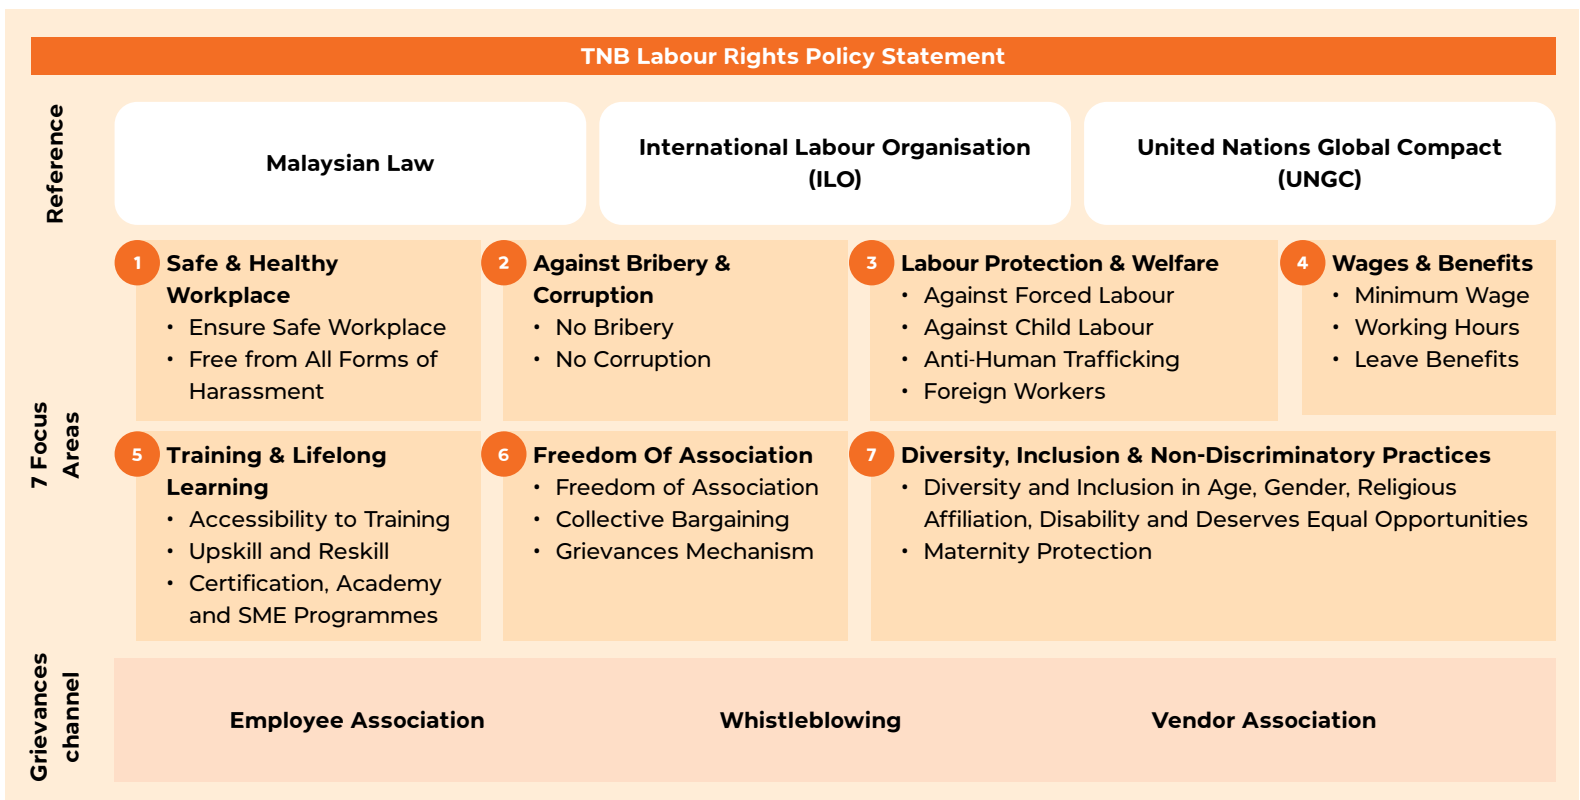 TNB Labour Rights Policy Statement
Reference
Malaysian Law
International Labour Organisation
(ILO)
United Nations Global Compact
(UNGC)
7 Focus
Areas
1
Safe & Healthy
Workplace
• Ensure Safe Workplace
• Free from All Forms of
Harassment
2
Against Bribery &
Corruption
• No Bribery
• No Corruption
3
Labour Protection & Welfare
• Against Forced Labour
• Against Child Labour
• Anti-Human Trafficking
• Foreign Workers
4
Wages & Benefits
• Minimum Wage
• Working Hours
• Leave Benefits
5
Training & Lifelong
Learning
• Accessibility to Training
• Upskill and Reskill
• Certification, Academy
and SME Programmes
6
Freedom Of Association
• Freedom of Association
• Collective Bargaining
• Grievances Mechanism
7
Diversity, Inclusion & Non-Discriminatory Practices
• Diversity and Inclusion in Age, Gender, Religious
Affiliation, Disability and Deserves Equal Opportunities
• Maternity Protection
Grievances
channel
Employee Association
Whistleblowing
Vendor Association